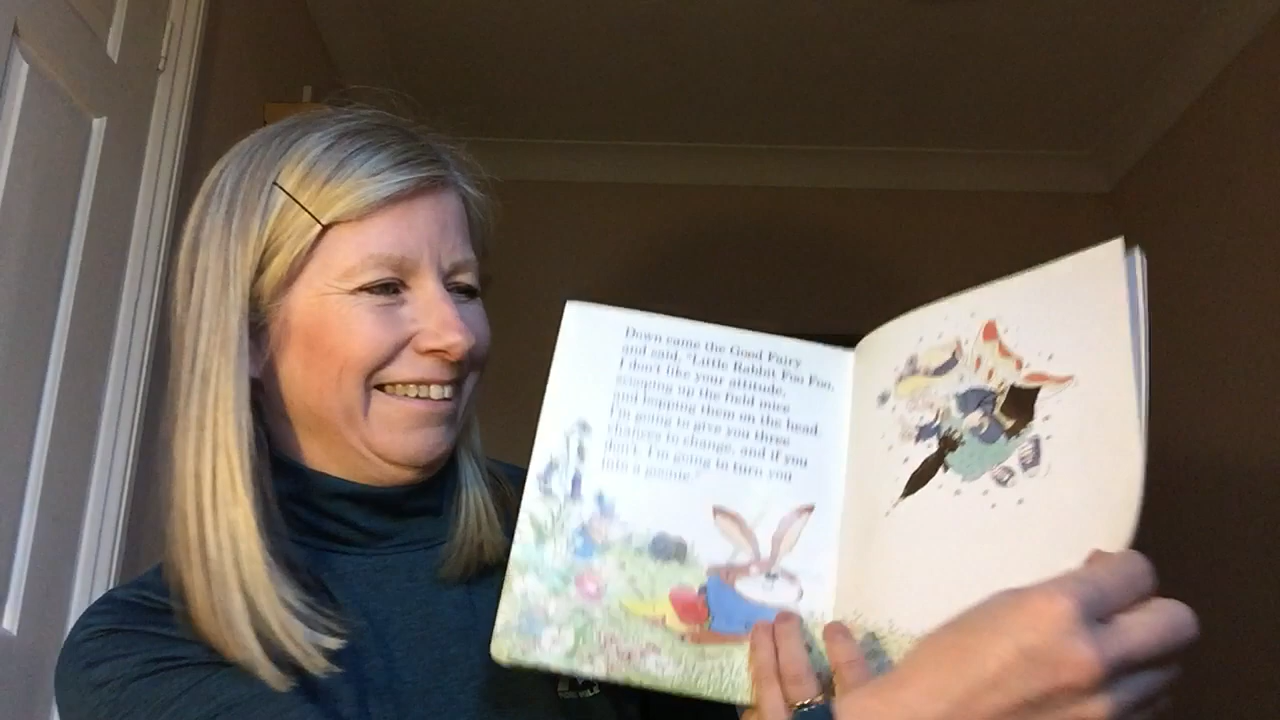 Down came the Good Fairy
and said, "Little Rabbit Foo Foo,
I don't like your attitude,
scooping up the field mice
and bopping them on the head.
I'm going to give you three
chances to change, and if you
don't, I'm going to turn you
into a goonie."